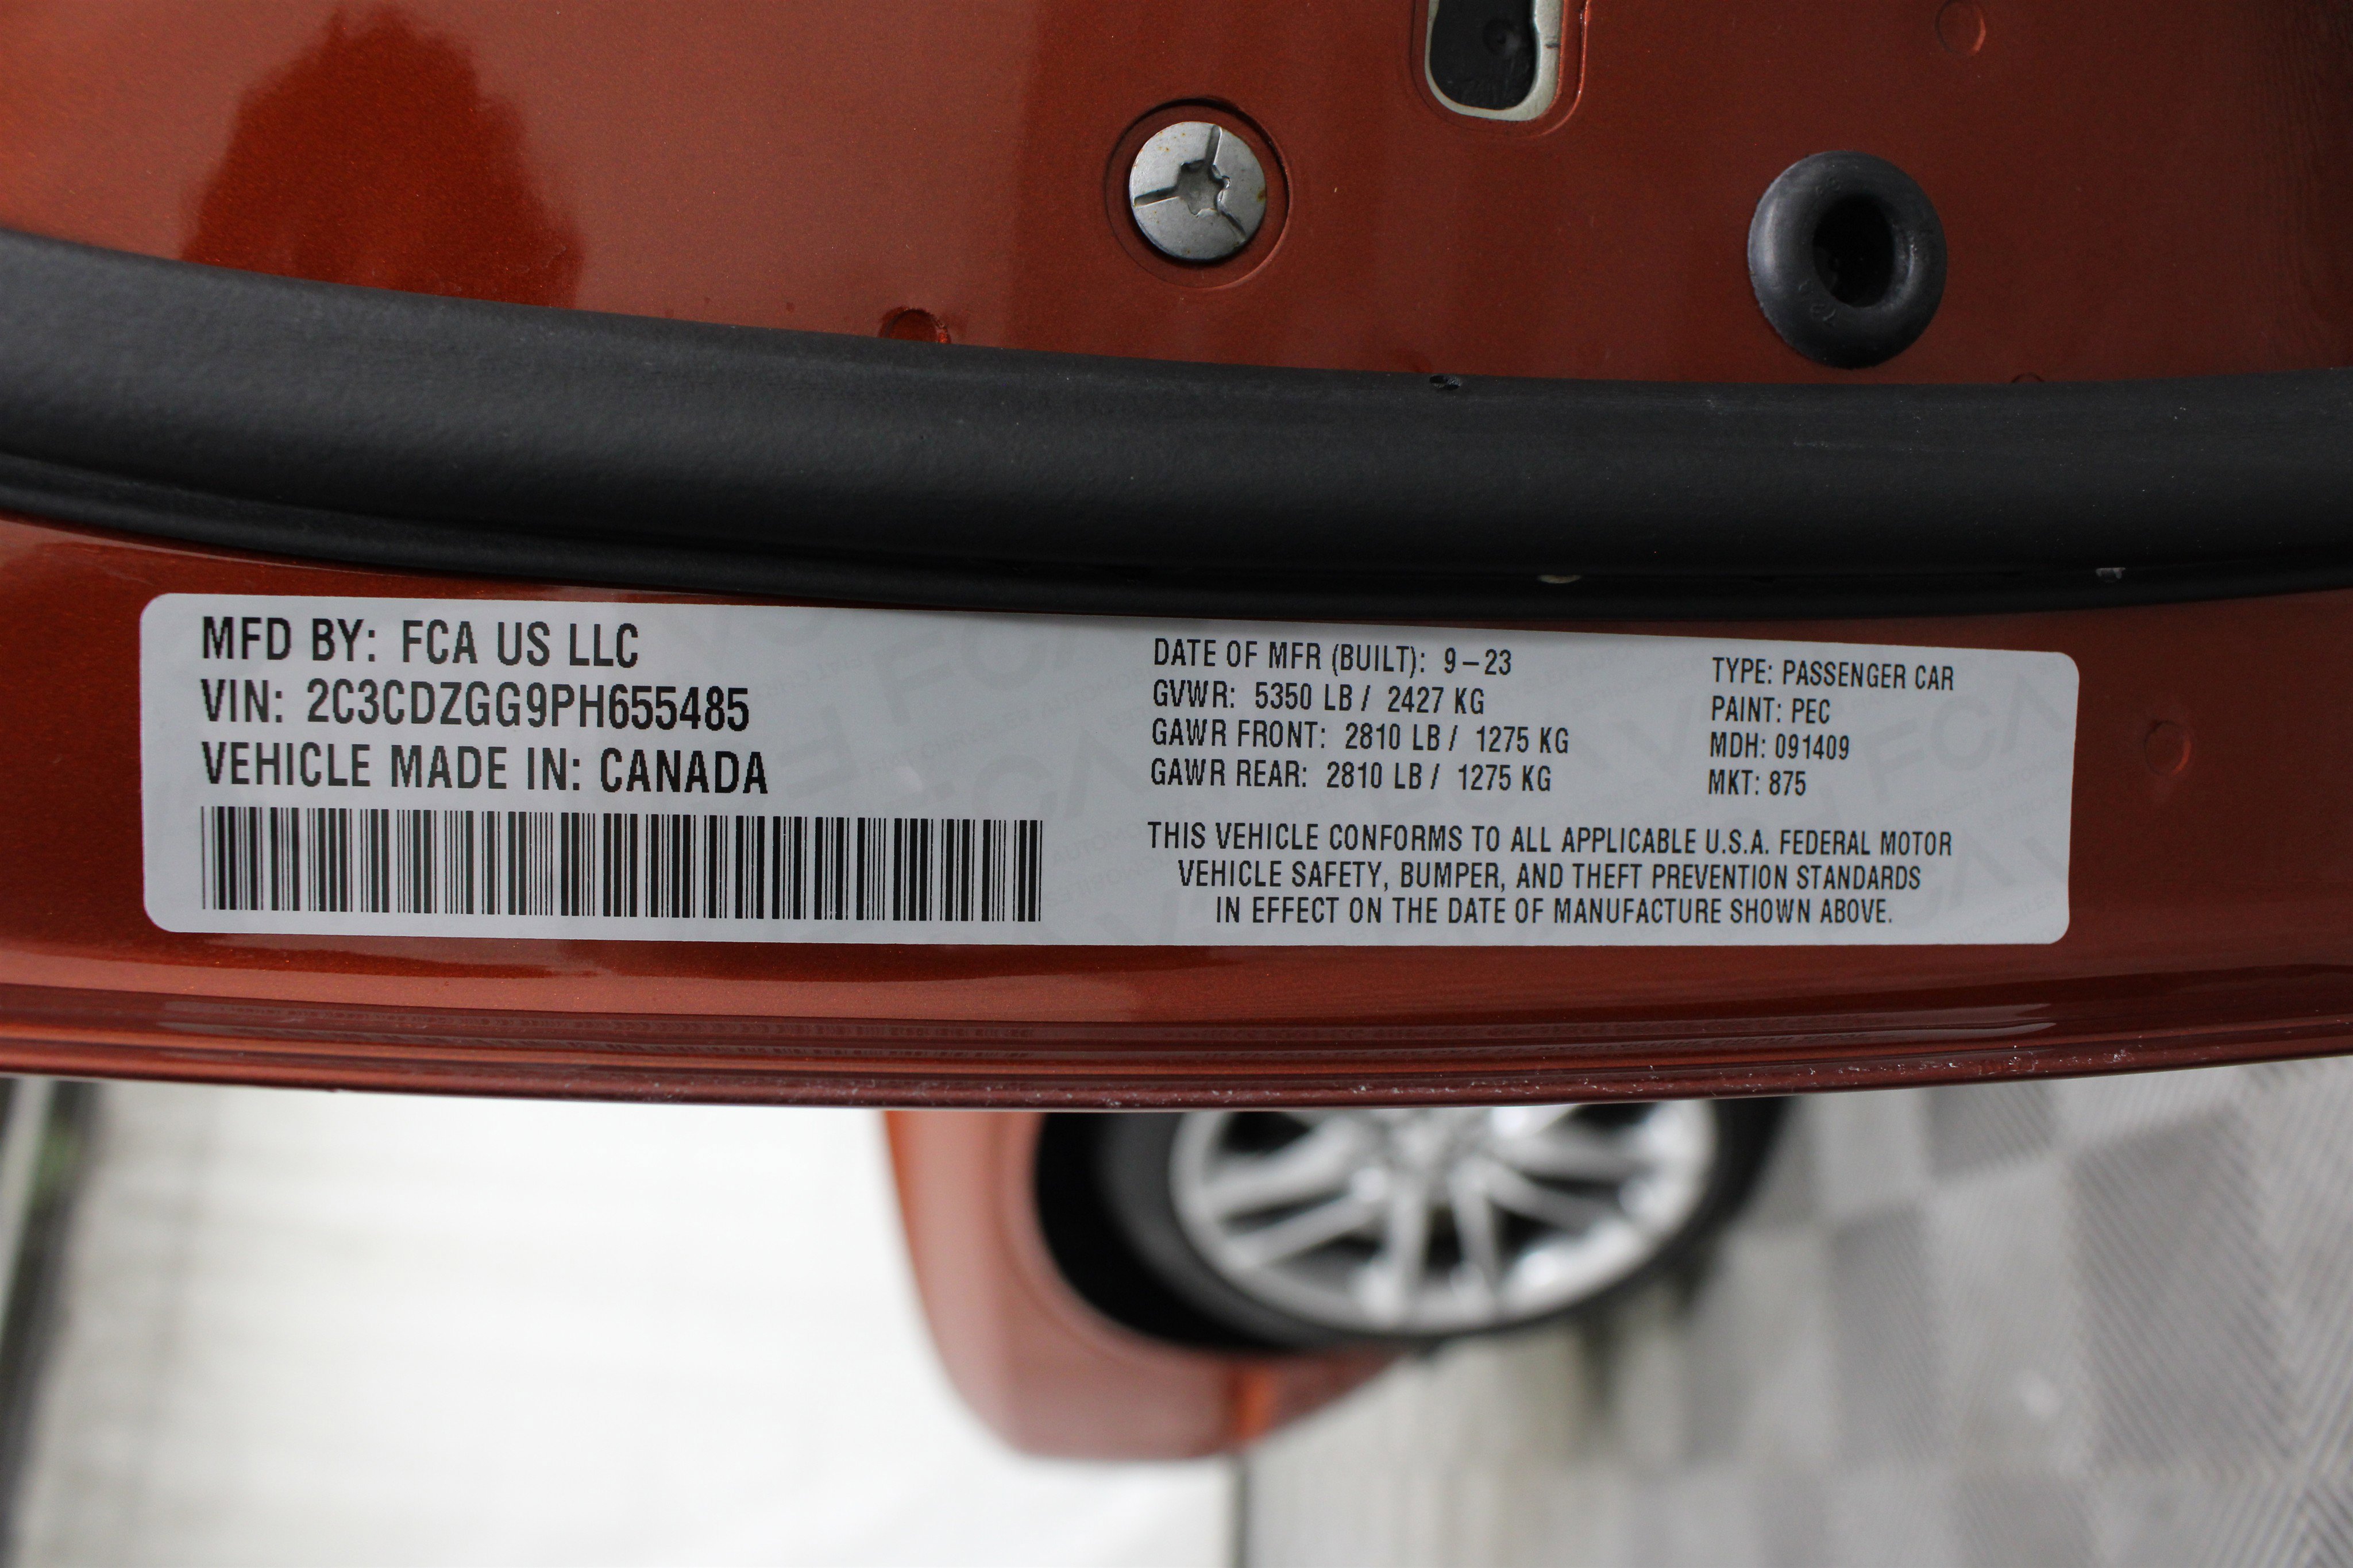 MFD BY: FCA US LLC
VIN: 2C3CDZGG9PH655485
VEHICLE MADE IN: CANADA
DATE OF MFR (BUILT): 9-23
GVWR: 5350 LB / 2427 KG
GAWR FRONT: 2810 LB / 1275 KG
GAWR REAR: 2810 LB / 1275 KG
TYPE: PASSENGER CAR
PAINT: PEC
MDH: 091409
MKT: 875
THIS VEHICLE CONFORMS TO ALL APPLICABLE U.S.A. FEDERAL MOTOR
VEHICLE SAFETY, BUMPER, AND THEFT PREVENTION STANDARDS
IN EFFECT ON THE DATE OF MANUFACTURE SHOWN ABOVE.